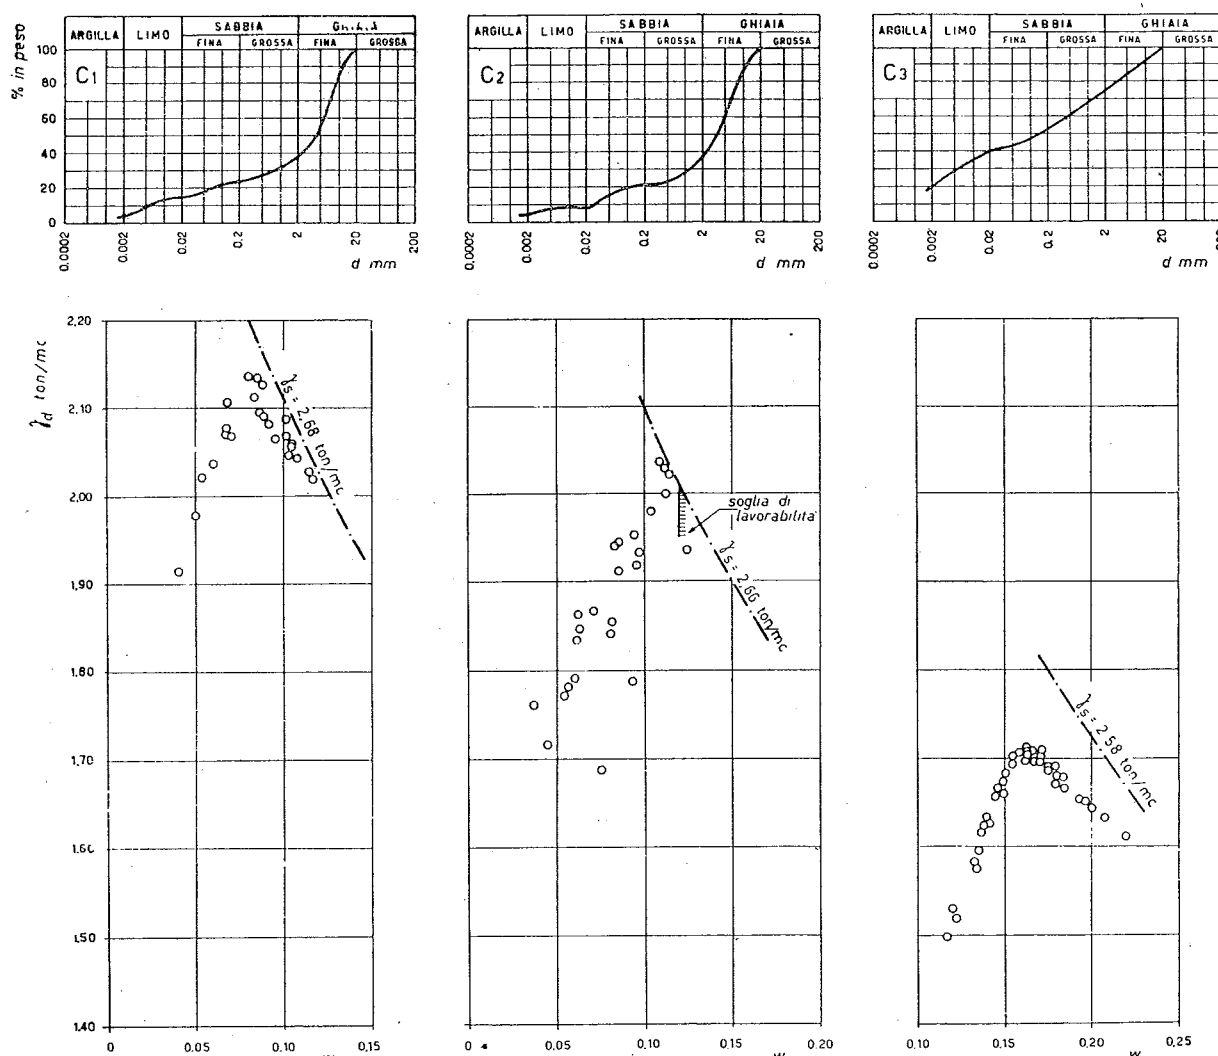 ARGILLA LIMO SABBIA GHIAIA
FINA GROSSA FINA GROSSA
% in peso
100
80
60
40
20
0
C1
0.0002
0.002
0.02
0.2
2
20
200
d mm
ARGILLA LIMO SABBIA GHIAIA
FINA GROSSA FINA GROSSA
C2
0.0002
0.002
0.02
0.2
2
20
200
d mm
ARGILLA LIMO SABBIA GHIAIA
FINA GROSSA FINA GROSSA
C3
0.0002
0.002
0.02
0.2
2
20
200
d mm
γd ton/mc
2,20
2,10
2,00
1,90
1,80
1,70
1,60
1,50
1,40
γs = 2,68 ton/mc
0 0,05 0,10 0,15
soglia di
lavorabilità
γs = 2,66 ton/mc
0 0,05 0,10 0,15 0,20
w
γs = 2,58 ton/mc
0,10 0,15 0,20 0,25
w